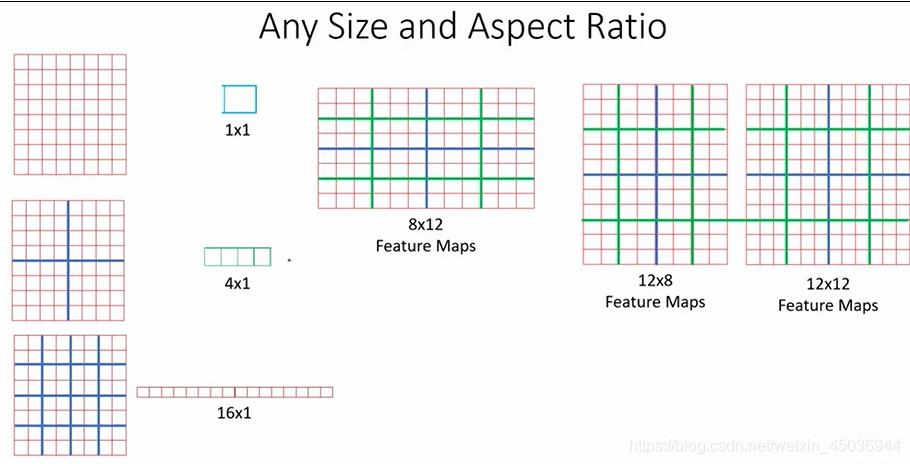 Any Size and Aspect Ratio
1x1
4x1
16x1
8x12
Feature Maps
12x8
Feature Maps
12x12
Feature Maps
https://blog.csdn.net/weixin_45036944